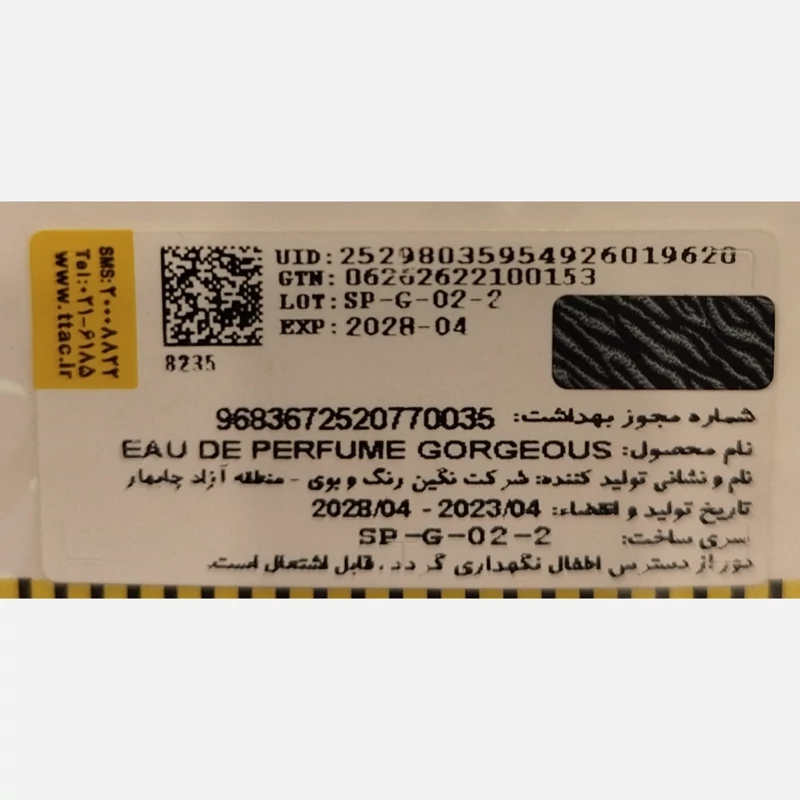 SMS:۲۰۰۰۸۸۲۲
Tel:۰۲۱-۶۱۸۵
www.ttac.ir
UID:25298035954926019620
GTN:06262622100153
LOT:SP-G-02-2
EXP:2028-04
8235
شماره مجوز بهداشت: 9683672520770035
نام محصول: EAU DE PERFUME GORGEOUS
نام و نشانی تولید کننده: شرکت نگین رنگ و بوی - منطقه آزاد چابهار
تاریخ تولید و انقضاء: 2023/04 - 2028/04
سری ساخت: SP-G-02-2
دور از دسترس اطفال نگهداری گردد، قابل اشتعال است.